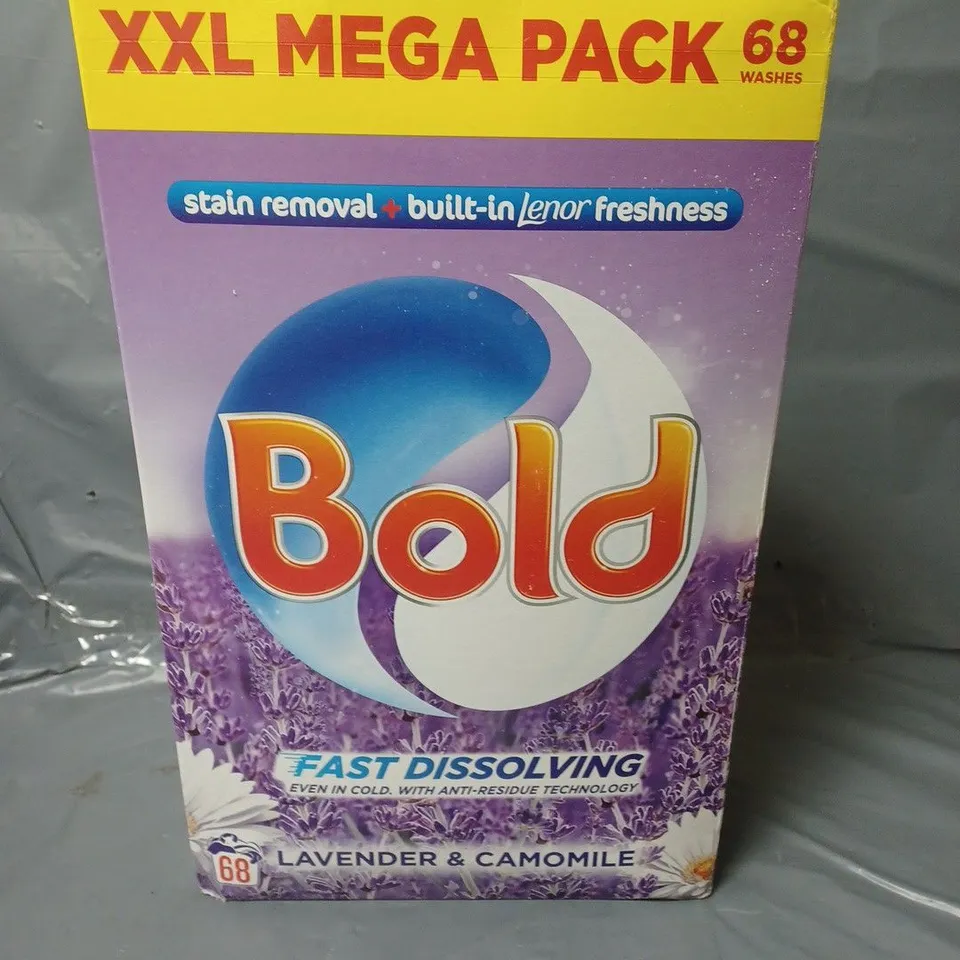 XXL MEGA PACK 68
WASHES
stain removal + built-in Lenor freshness
Bold
FAST DISSOLVING
EVEN IN COLD. WITH ANTI-RESIDUE TECHNOLOGY
68 LAVENDER & CAMOMILE